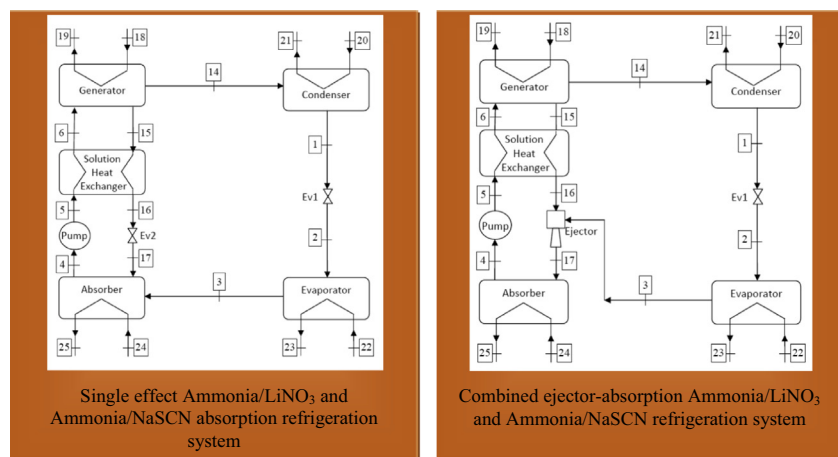 19 18 21 20
14
Generator
Condenser
6 15
1
Solution
Heat
Exchanger
5 16
Ev1
Pump
Ev2
2
4 17
3
Absorber
Evaporator
25 24 23 22
Single effect Ammonia/LiNO₃ and
Ammonia/NaSCN absorption refrigeration
system
19 18 21 20
14
Generator
Condenser
6 15
1
Solution
Heat
Exchanger
5 16
Ev1
Pump
Ejector
2
4 17
3
Absorber
Evaporator
25 24 23 22
Combined ejector-absorption Ammonia/LiNO₃
and Ammonia/NaSCN refrigeration system